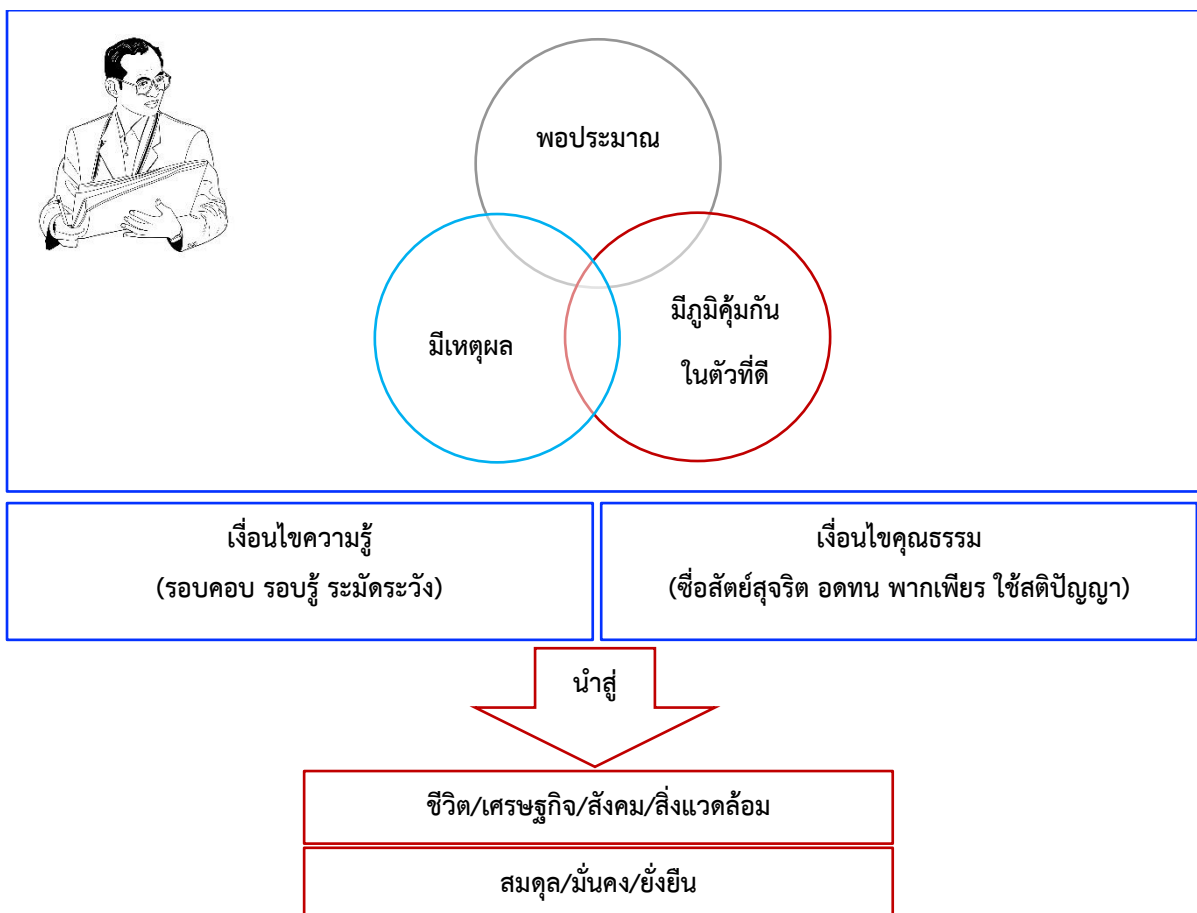 พอประมาณ
มีเหตุผล
มีภูมิคุ้มกัน
ในตัวที่ดี
เงื่อนไขความรู้
(รอบคอบ รอบรู้ ระมัดระวัง)
เงื่อนไขคุณธรรม
(ซื่อสัตย์สุจริต อดทน พากเพียร ใช้สติปัญญา)
นำสู่
ชีวิต/เศรษฐกิจ/สังคม/สิ่งแวดล้อม
สมดุล/มั่นคง/ยั่งยืน